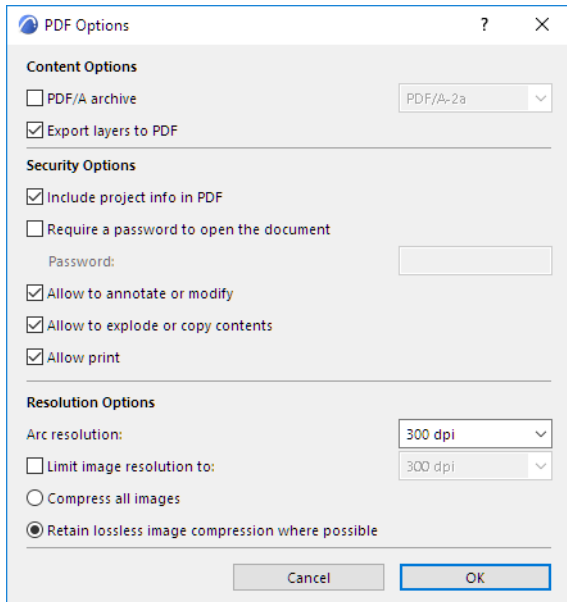 PDF Options
?
Content Options
PDF/A archive
PDF/A-2a
Export layers to PDF
Security Options
Include project info in PDF
Require a password to open the document
Password:
Allow to annotate or modify
Allow to explode or copy contents
Allow print
Resolution Options
Arc resolution:
300 dpi
Limit image resolution to:
300 dpi
Compress all images
Retain lossless image compression where possible
Cancel
OK